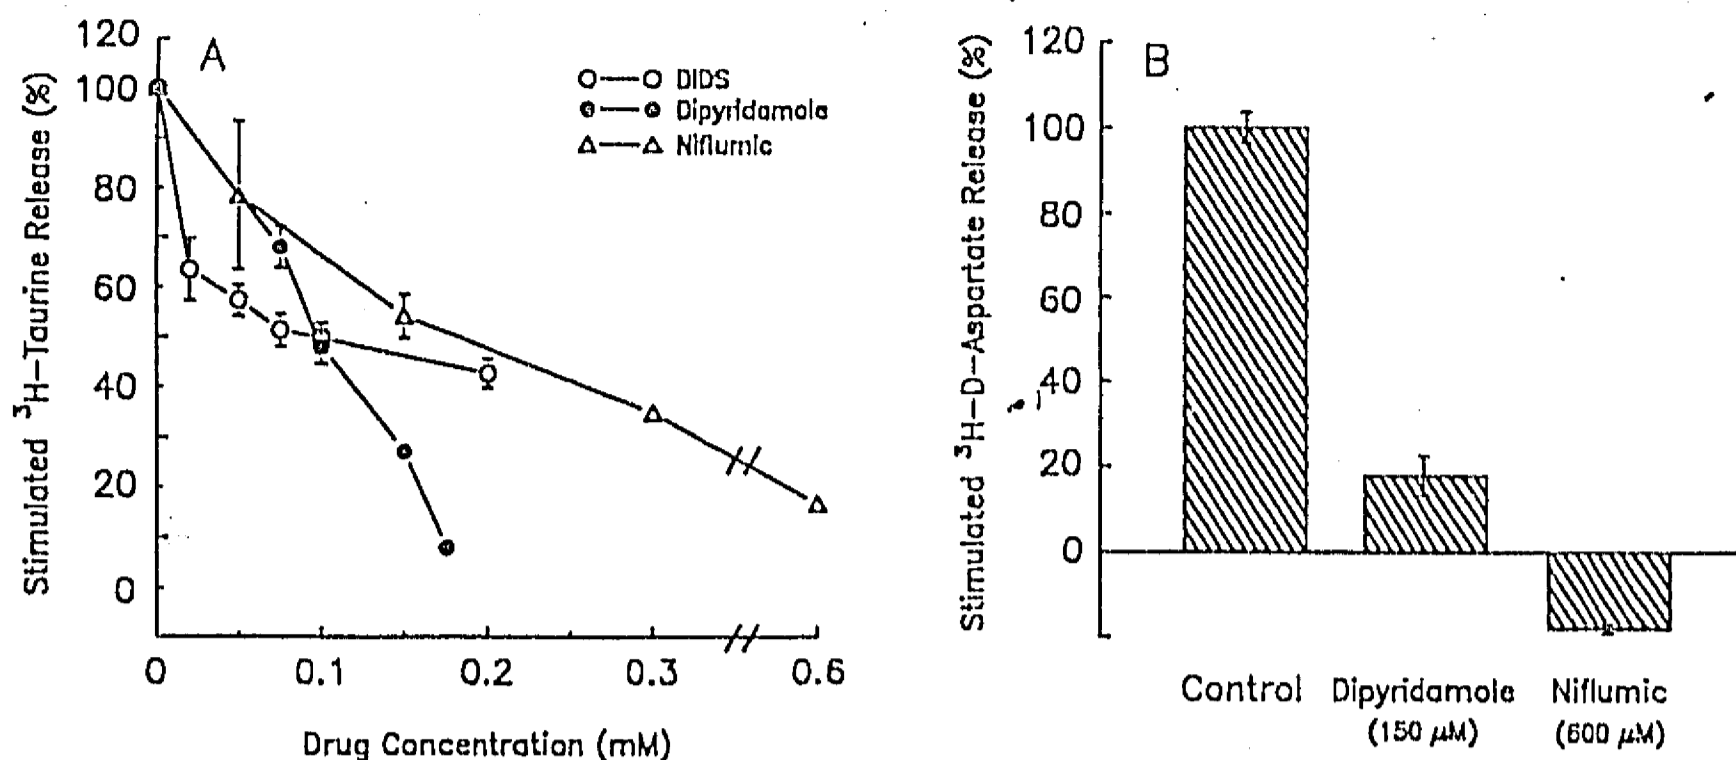 A
Stimulated ³H-Taurine Release (%)
120
100
80
60
40
20
0
DIDS
Dipyridamole
Niflumic
0 0.1 0.2 0.3 0.6
Drug Concentration (mM)
B
Stimulated ³H-D-Aspartate Release (%)
120
100
80
60
40
20
0
Control Dipyridamole Niflumic
(150 µM) (600 µM)